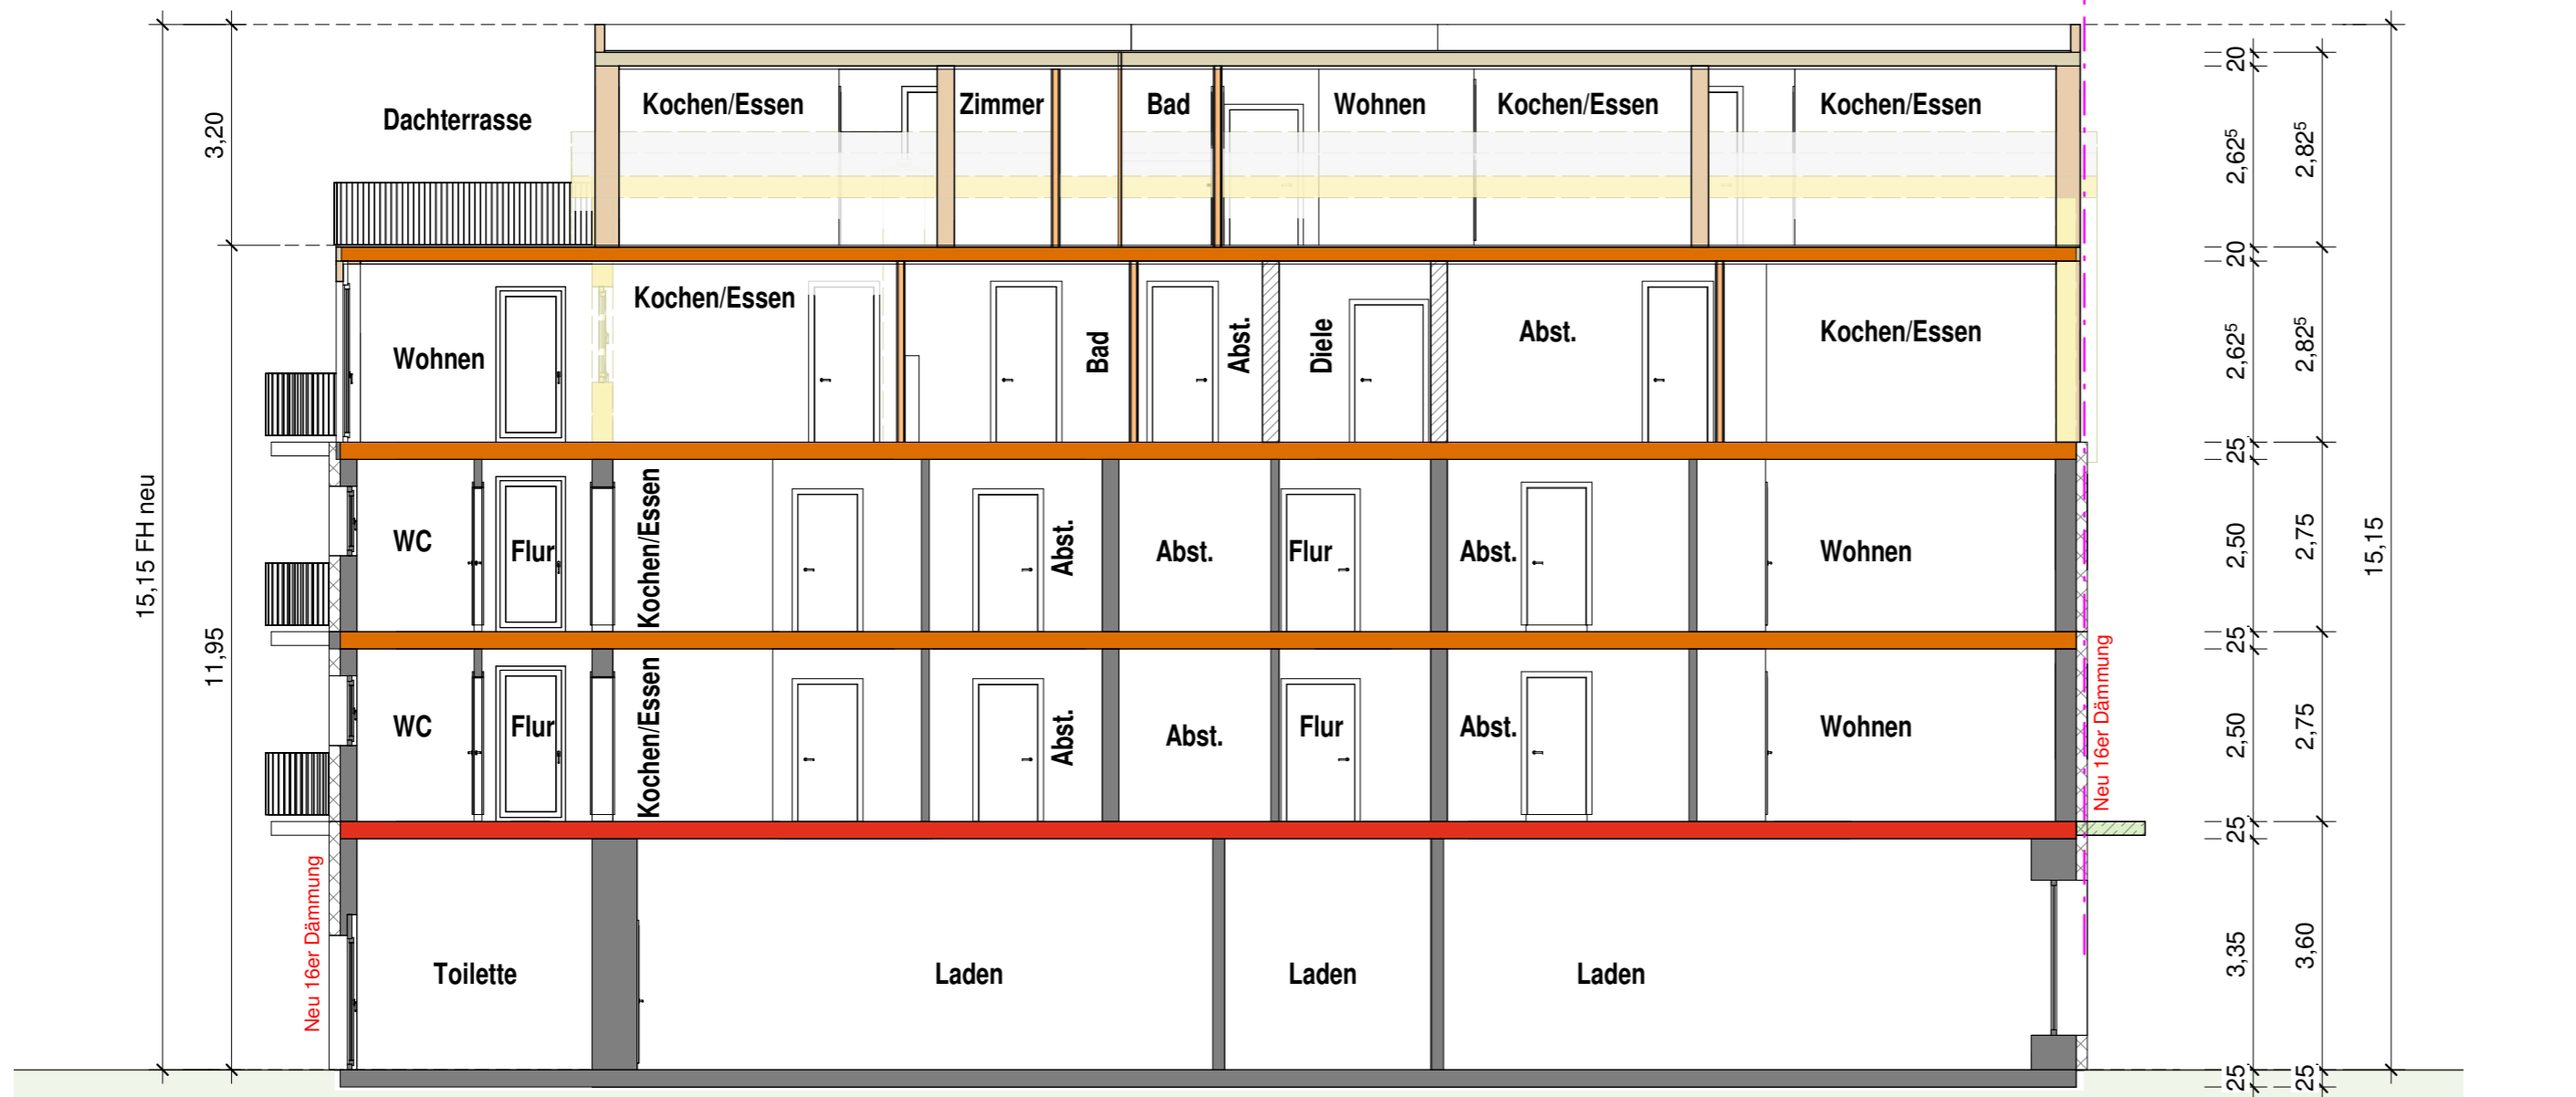 Dachterrasse
Kochen/Essen
Zimmer
Bad
Wohnen
Kochen/Essen
Kochen/Essen
Wohnen
Kochen/Essen
Bad
Abst.
Diele
Abst.
Kochen/Essen
WC
Flur
Kochen/Essen
Abst.
Abst.
Flur
Abst.
Wohnen
WC
Flur
Kochen/Essen
Abst.
Abst.
Flur
Abst.
Wohnen
Toilette
Laden
Laden
Laden
15,15 FH neu
3,20
11,95
Neu 16er Dämmung
Neu 16er Dämmung
20
2,62⁵
20
2,62⁵
25
2,50
25
2,50
25
3,35
25
2,82⁵
2,82⁵
2,75
2,75
3,60
25
15,15